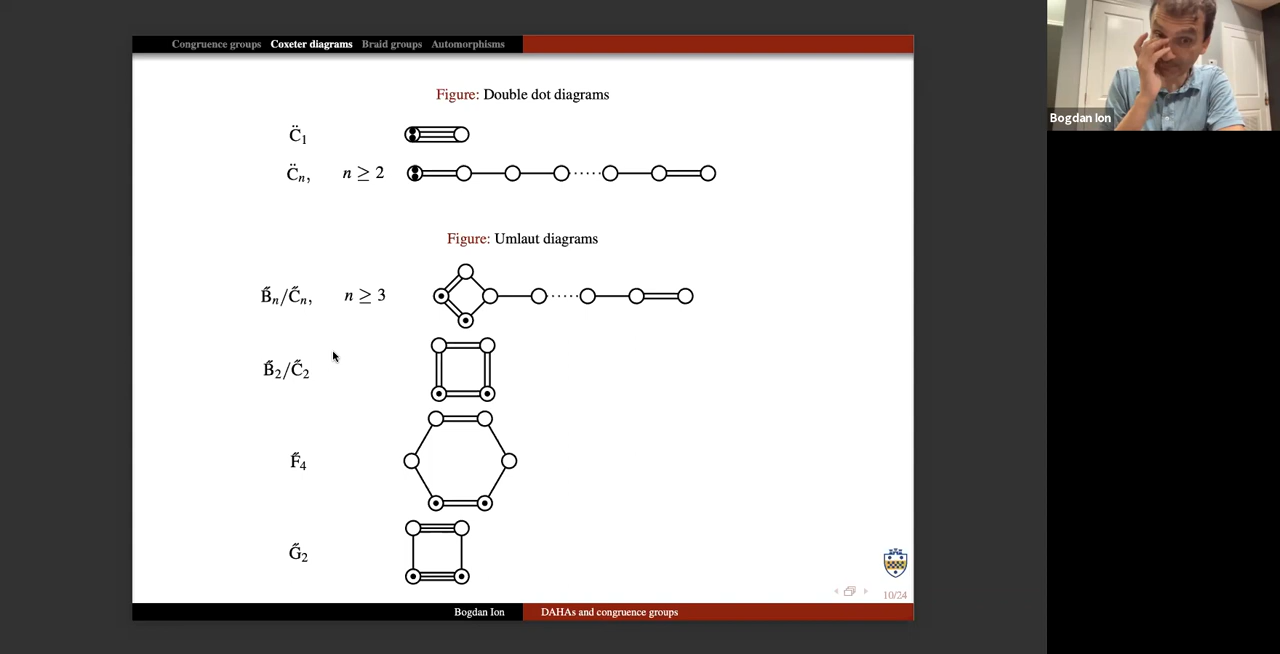 Congruence groups Coxeter diagrams Braid groups Automorphisms
Figure: Double dot diagrams
C̈₁
C̈ₙ, n ≥ 2
Figure: Umlaut diagrams
B̋ₙ/C̋ₙ, n ≥ 3
B̋₂/C̋₂
F̋₄
G̋₂
10/24
Bogdan Ion DAHAs and congruence groups
Bogdan Ion